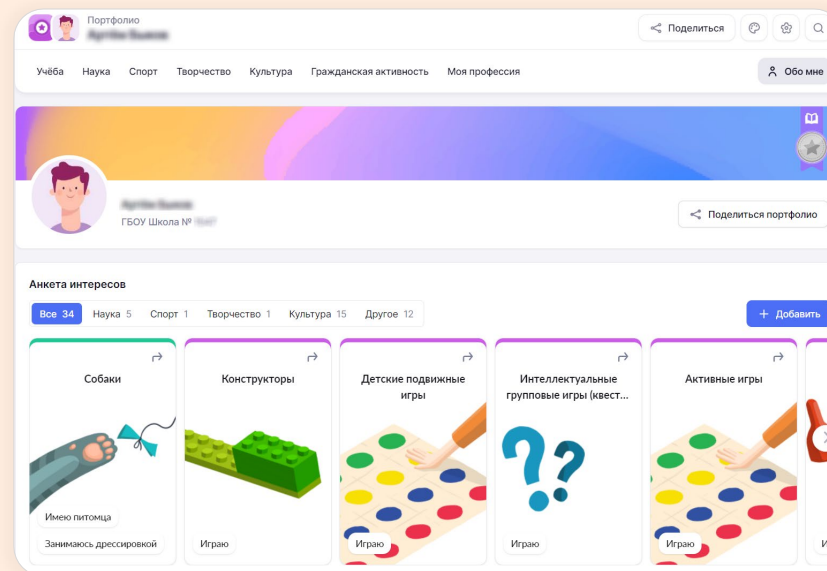 Портфолио
Поделиться
Учёба Наука Спорт Творчество Культура Гражданская активность Моя профессия Обо мне
ГБОУ Школа №
Поделиться портфолио
Анкета интересов
Все 34 Наука 5 Спорт 1 Творчество 1 Культура 15 Другое 12 + Добавить
Собаки
Конструкторы
Детские подвижные
игры
Интеллектуальные
групповые игры (квест...
Активные игры
Имею питомца
Занимаюсь дрессировкой
Играю
Играю
Играю
Играю